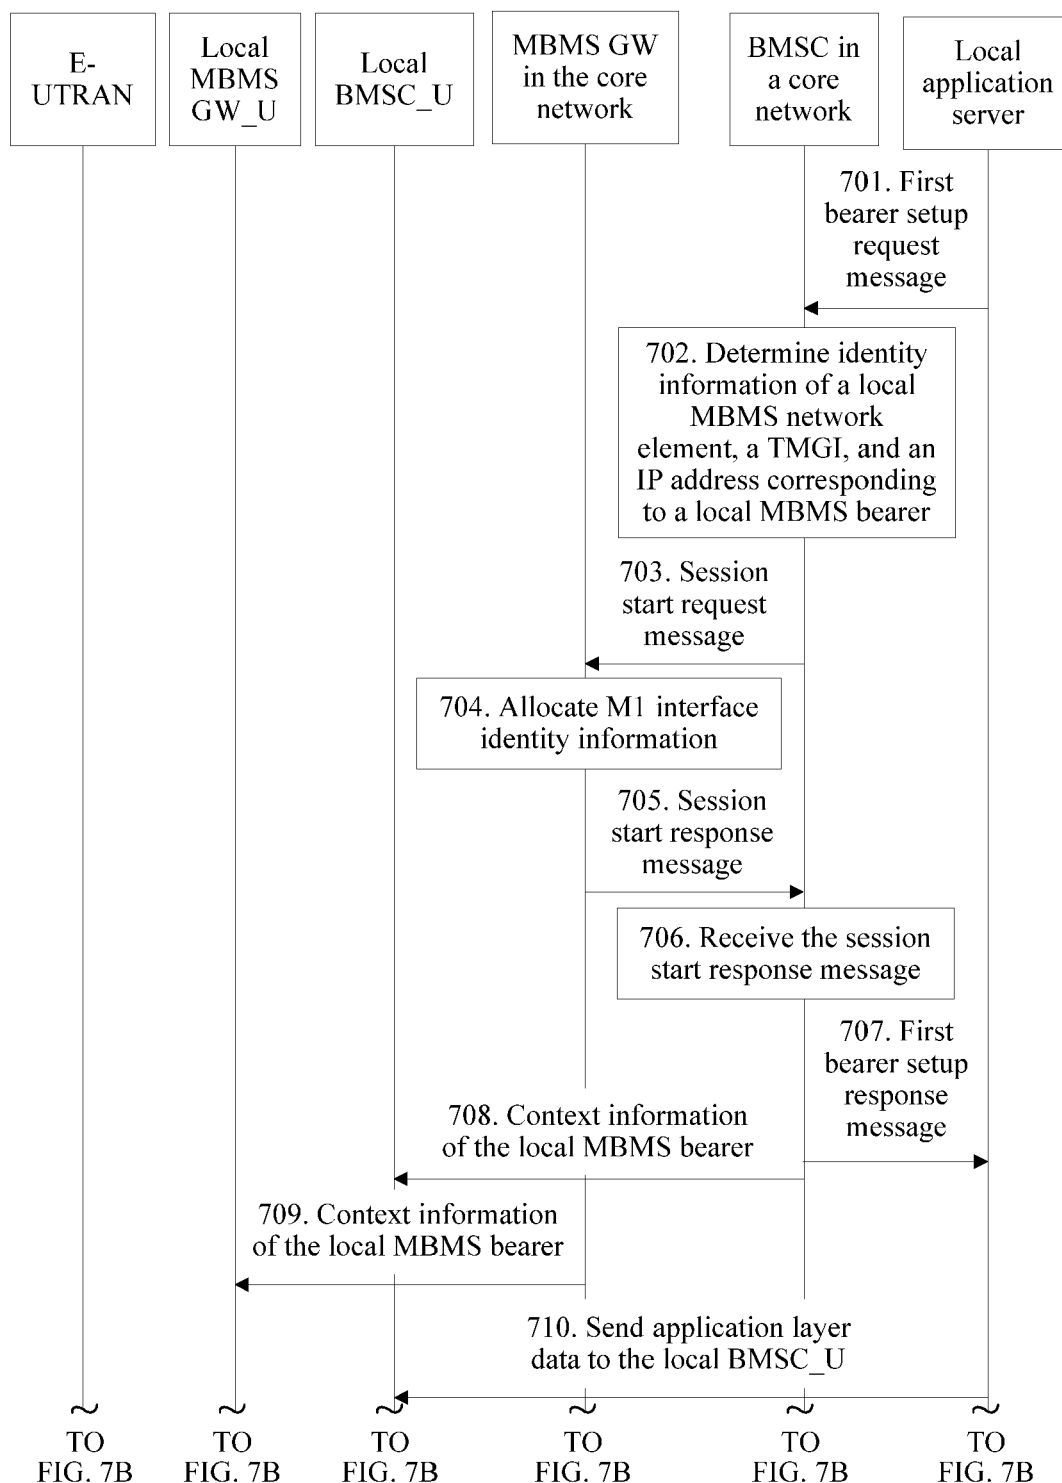 E-
UTRAN
Local
MBMS
GW_U
Local
BMSC_U
MBMS GW
in the core
network
BMSC in
a core
network
Local
application
server
701. First
bearer setup
request
message
702. Determine identity
information of a local
MBMS network
element, a TMGI, and an
IP address corresponding
to a local MBMS bearer
703. Session
start request
message
704. Allocate M1 interface
identity information
705. Session
start response
message
706. Receive the session
start response message
707. First
bearer setup
response
message
708. Context information
of the local MBMS bearer
709. Context information
of the local MBMS bearer
710. Send application layer
data to the local BMSC_U
TO
FIG. 7B
TO
FIG. 7B
TO
FIG. 7B
TO
FIG. 7B
TO
FIG. 7B
TO
FIG. 7B